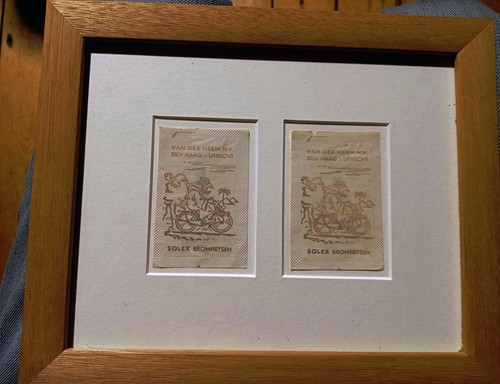 VAN DER HEEM N.V.
DEN HAAG - UTRECHT
SOLEX BROMFIETSEN
VAN DER HEEM N.V.
DEN HAAG - UTRECHT
SOLEX BROMFIETSEN